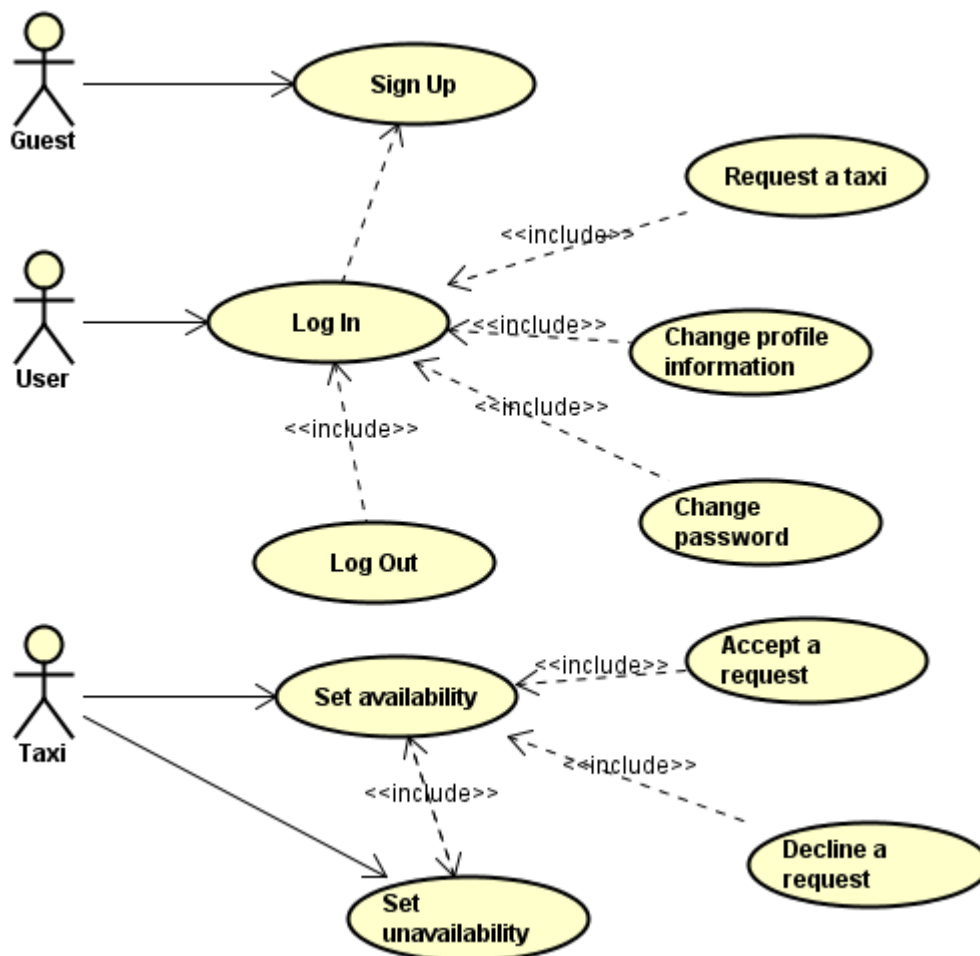 Sign Up
Guest
Request a taxi
<<include>>
Log In
User
<<include>>
Change profile
information
<<include>>
<<include>>
Change
password
Log Out
Accept a
request
<<include>>
Set availability
Taxi
<<include>>
<<include>>
Decline a
request
Set
unavailability